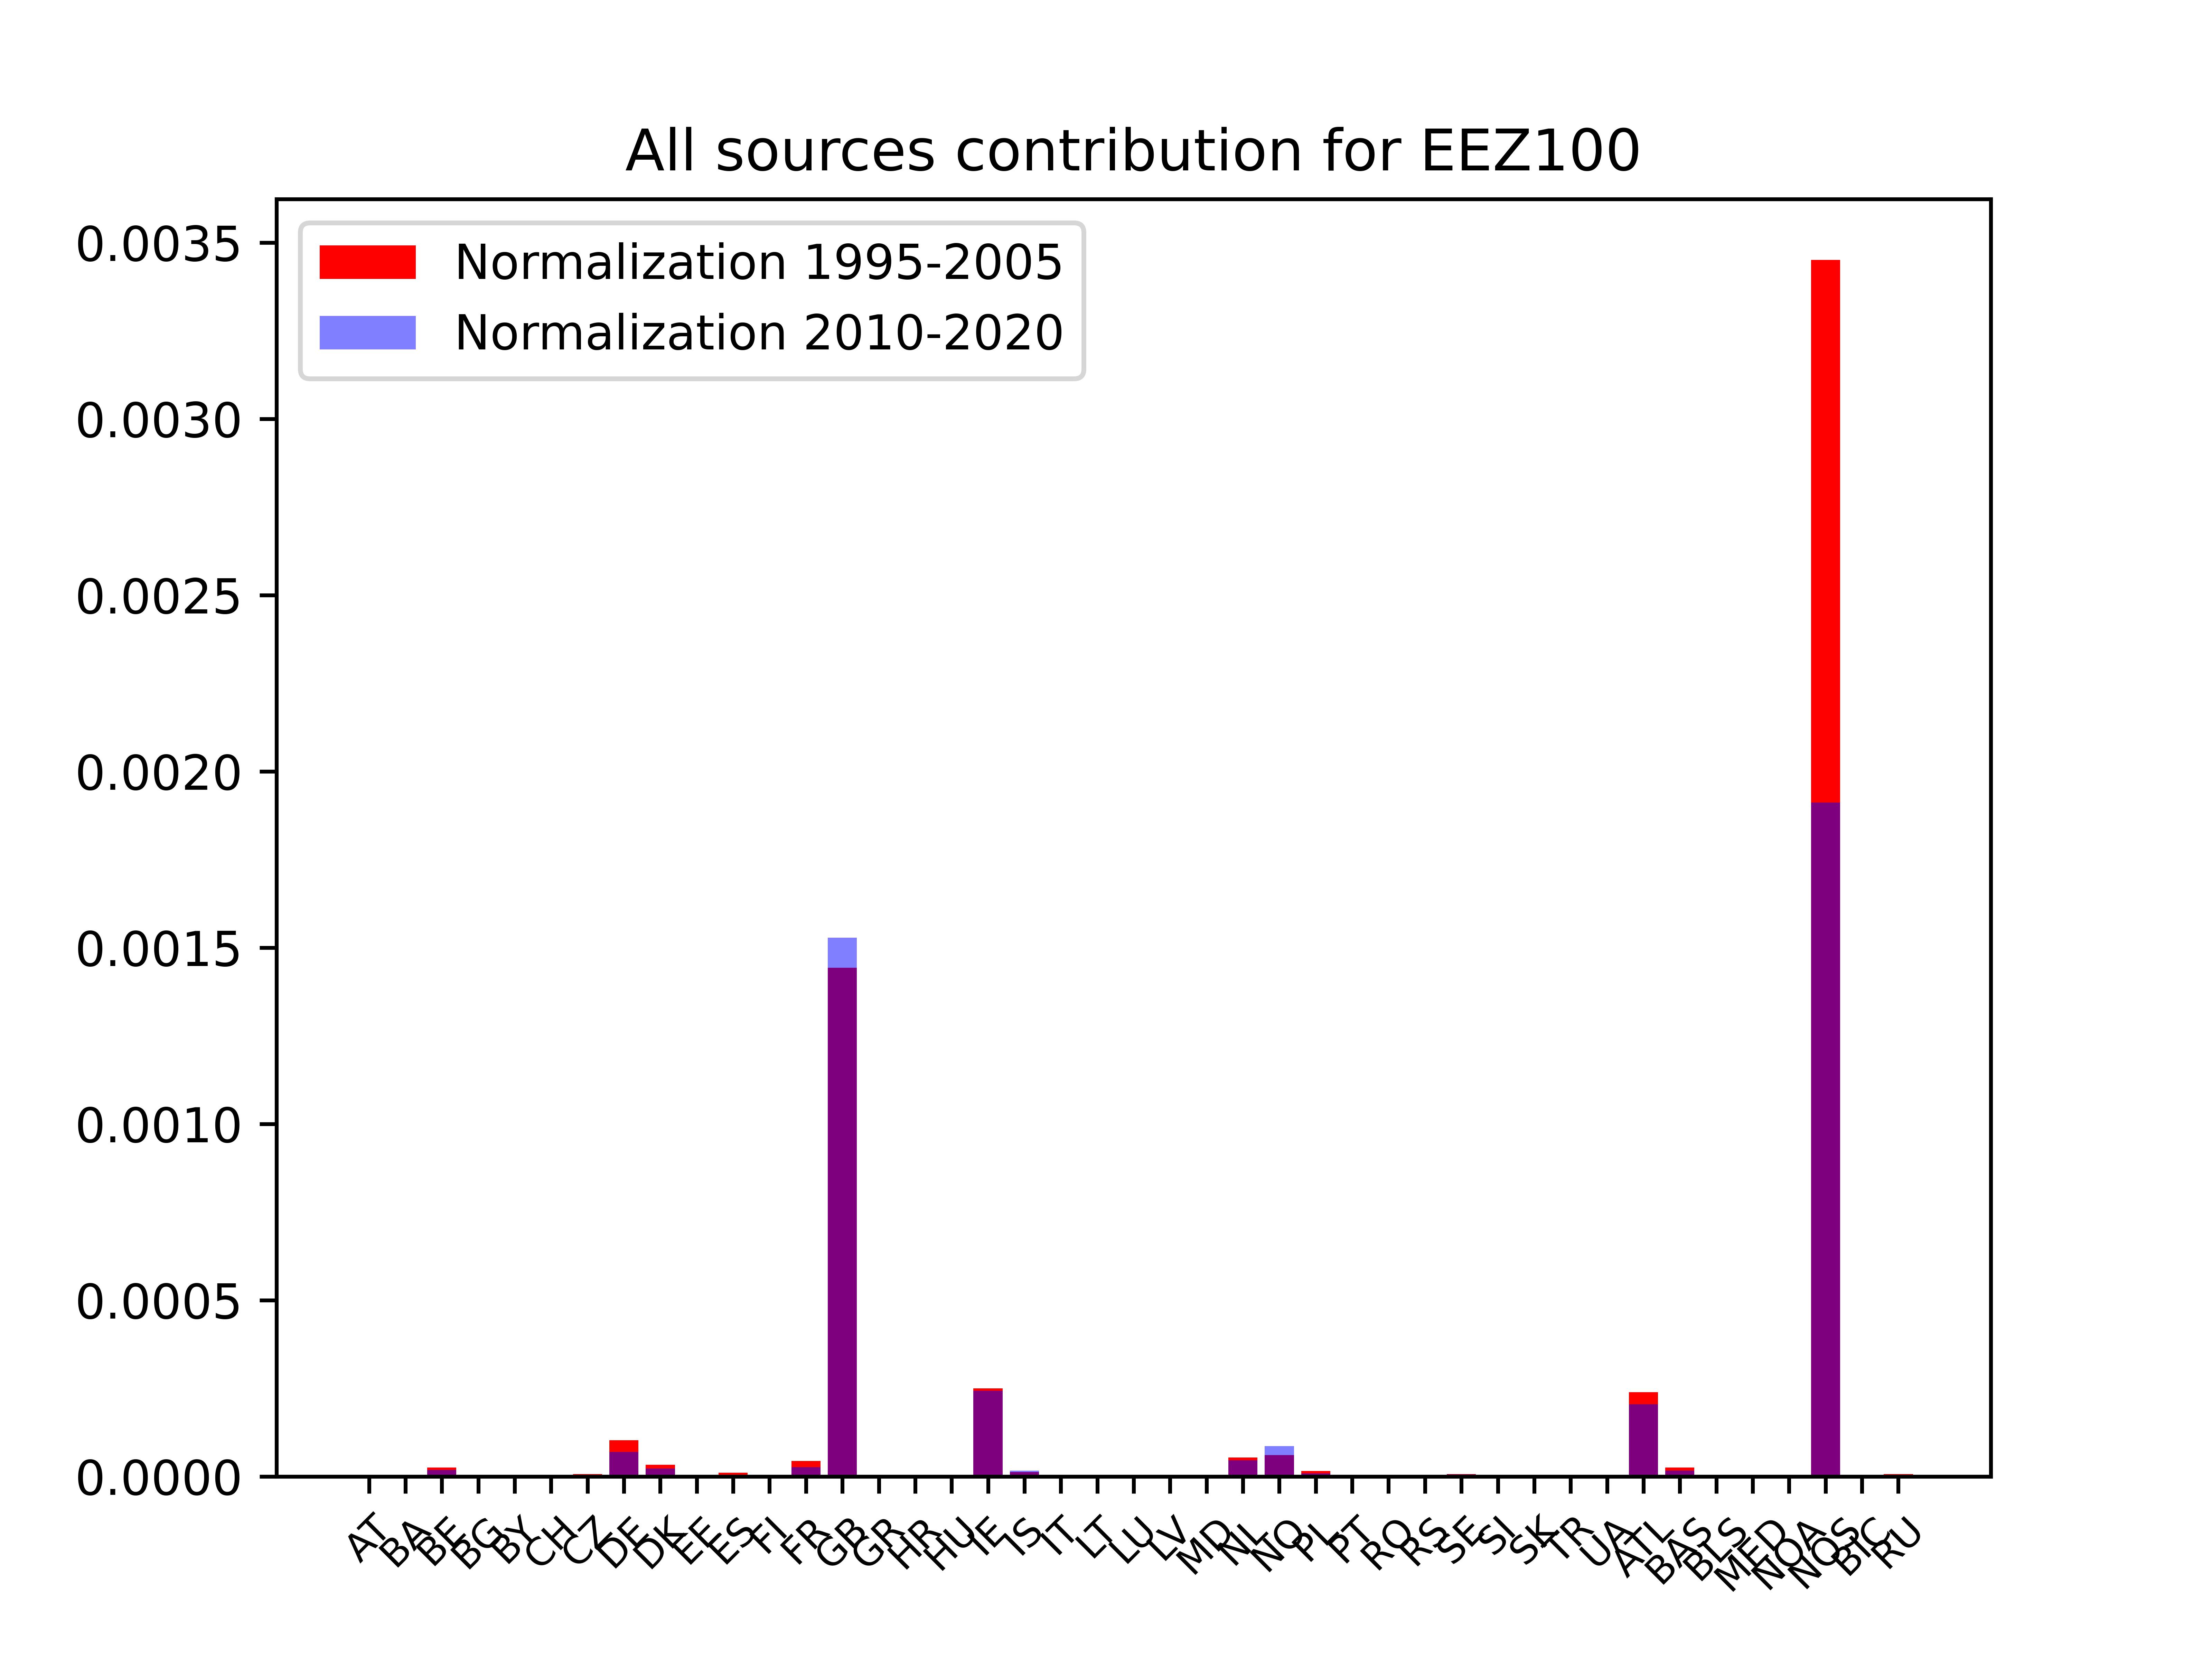 All sources contribution for EEZ100
Normalization 1995-2005
Normalization 2010-2020
0.0035
0.0030
0.0025
0.0020
0.0015
0.0010
0.0005
0.0000
AT
BA
BE
BG
BY
CH
CZ
DE
DK
EE
ES
FI
FR
GB
GR
HR
HU
IE
IS
IT
LT
LU
LV
MD
NL
NO
PL
PT
RO
RS
SE
SI
SK
TR
UA
ATL
BAS
BLS
MED
NOA
NOS
BIC
RU